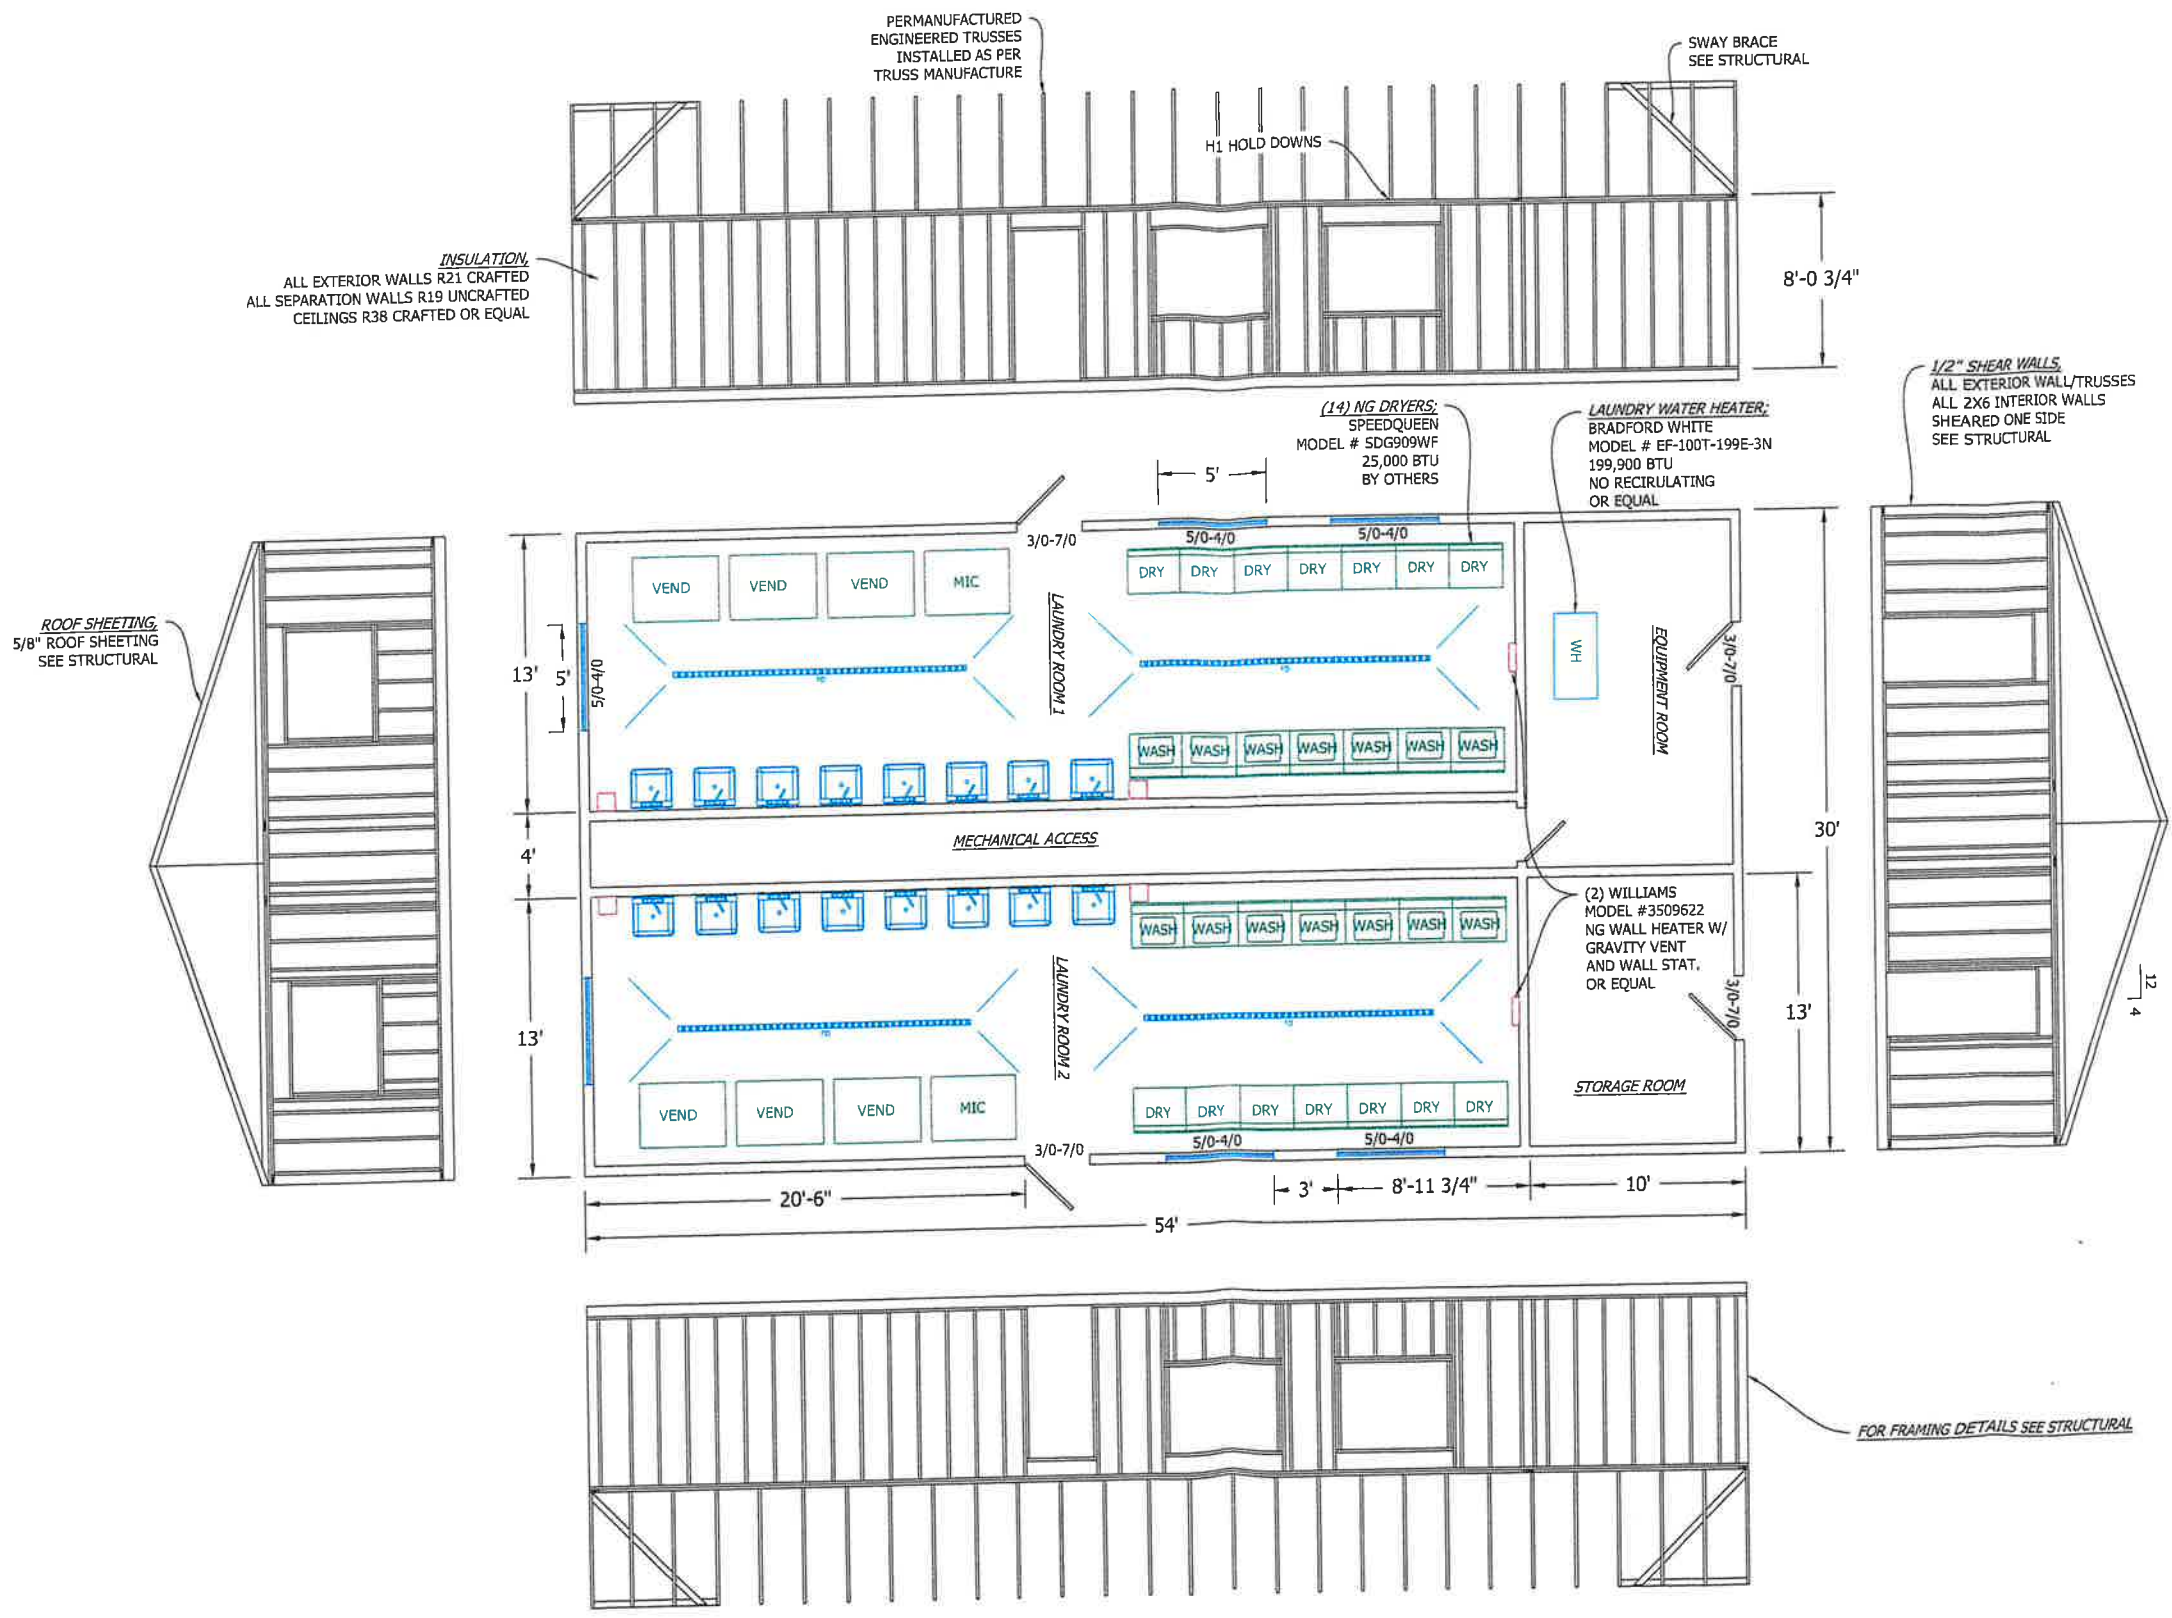 PERMANUFACTURED
ENGINEERED TRUSSES
INSTALLED AS PER
TRUSS MANUFACTURE
SWAY BRACE
SEE STRUCTURAL
H1 HOLD DOWNS
INSULATION,
ALL EXTERIOR WALLS R21 CRAFTED
ALL SEPARATION WALLS R19 UNCRAFTED
CEILINGS R38 CRAFTED OR EQUAL
8'-0 3/4"
1/2" SHEAR WALLS,
ALL EXTERIOR WALL/TRUSSES
ALL 2X6 INTERIOR WALLS
SHEARED ONE SIDE
SEE STRUCTURAL
(14) NG DRYERS;
SPEEDQUEEN
MODEL # SDG909WF
25,000 BTU
BY OTHERS
LAUNDRY WATER HEATER;
BRADFORD WHITE
MODEL # EF-100T-199E-3N
199,900 BTU
NO RECIRULATING
OR EQUAL
5'
3/0-7/0
5/0-4/0
5/0-4/0
VEND
VEND
VEND
MIC
DRY
DRY
DRY
DRY
DRY
DRY
DRY
ROOF SHEETING,
5/8" ROOF SHEETING
SEE STRUCTURAL
13'
5'
5/0-4/0
LAUNDRY ROOM 1
WH
EQUIPMENT ROOM
3/0-7/0
FD
FD
WASH
WASH
WASH
WASH
WASH
WASH
WASH
30'
4'
MECHANICAL ACCESS
(2) WILLIAMS
MODEL #3509622
NG WALL HEATER W/
GRAVITY VENT
AND WALL STAT.
OR EQUAL
WASH
WASH
WASH
WASH
WASH
WASH
WASH
13'
LAUNDRY ROOM 2
FD
FD
3/0-7/0
13'
12
4
STORAGE ROOM
VEND
VEND
VEND
MIC
DRY
DRY
DRY
DRY
DRY
DRY
DRY
3/0-7/0
5/0-4/0
5/0-4/0
20'-6"
3'
8'-11 3/4"
10'
54'
FOR FRAMING DETAILS SEE STRUCTURAL